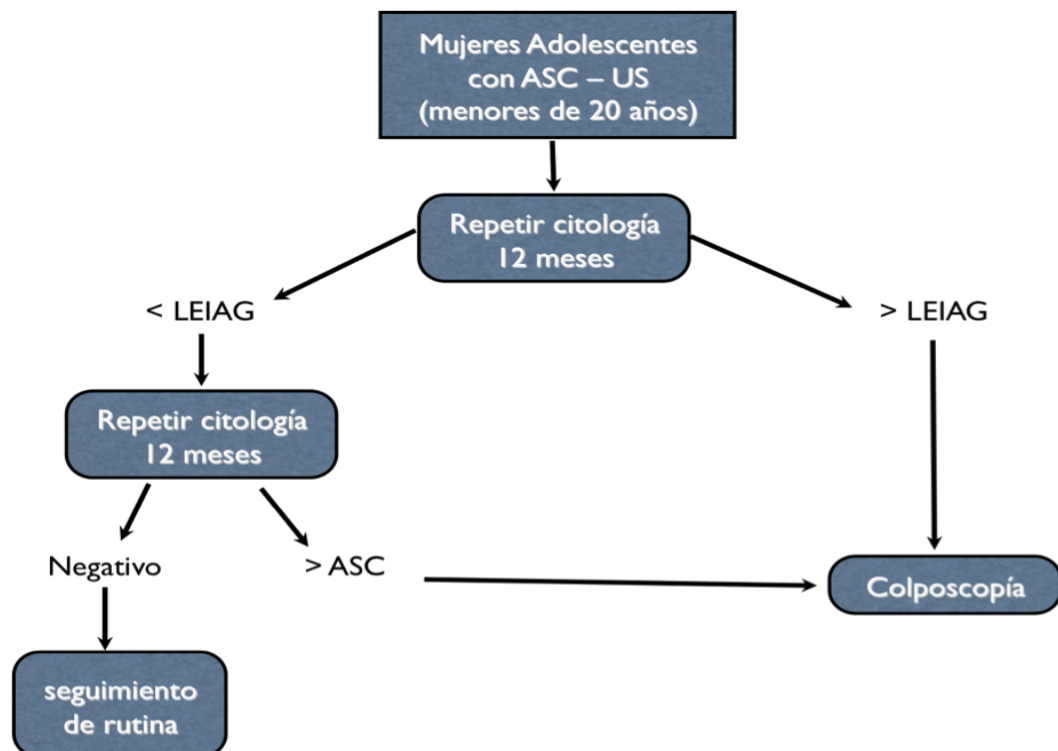 Mujeres Adolescentes
con ASC – US
(menores de 20 años)
Repetir citología
12 meses
< LEIAG
> LEIAG
Repetir citología
12 meses
Negativo
> ASC
Colposcopía
seguimiento
de rutina